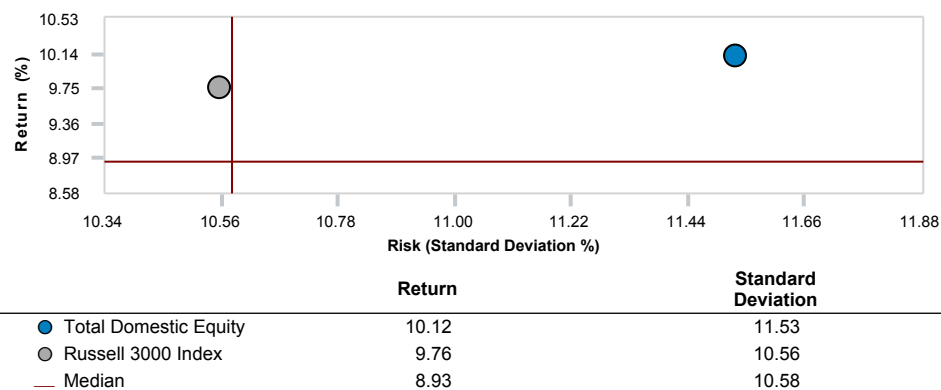 10.53
10.14
9.75
9.36
8.97
8.58
Return (%)
10.34 10.56 10.78 11.00 11.22 11.44 11.66 11.88
Risk (Standard Deviation %)
Return Standard Deviation
Total Domestic Equity 10.12 11.53
Russell 3000 Index 9.76 10.56
Median 8.93 10.58